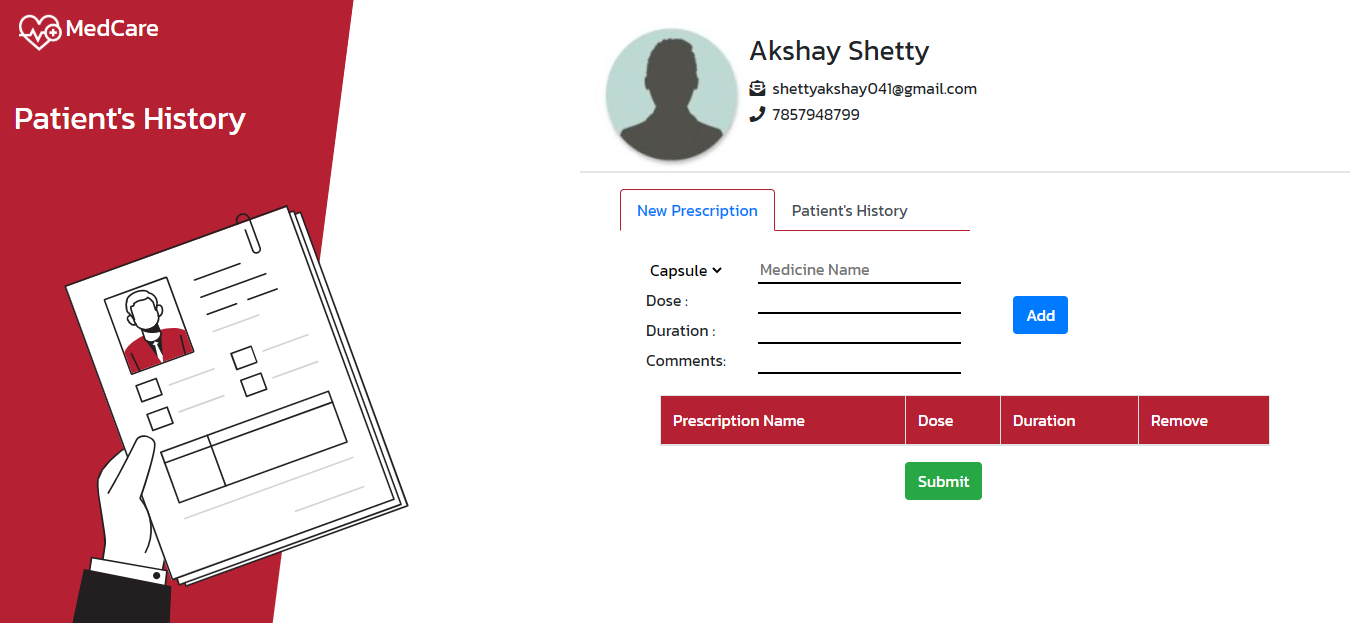 MedCare
Patient's History
Akshay Shetty
shettyakshay041@gmail.com
7857948799
New Prescription Patient's History
Capsule Medicine Name
Dose :
Duration :
Comments:
Add
Prescription Name Dose Duration Remove
Submit